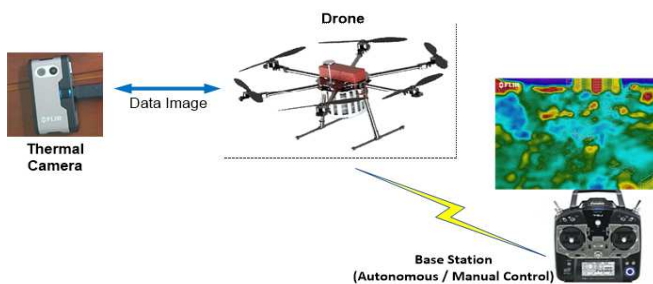 Drone
Data Image
FLIR
Thermal
Camera
FLIR
Base Station
(Autonomous / Manual Control)